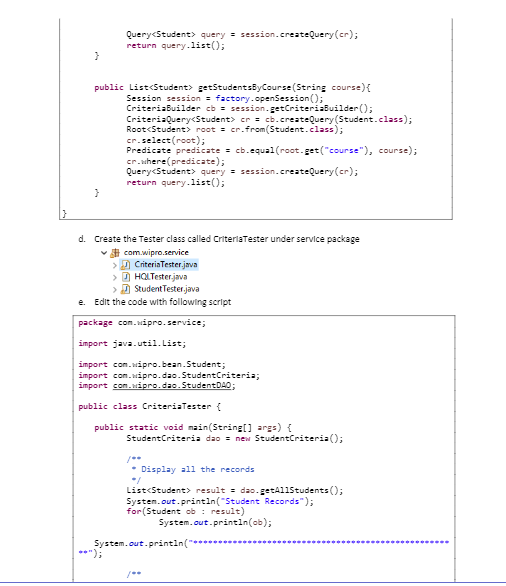 Query<Student> query = session.createQuery(cr);
return query.list();
}
public List<Student> getStudentsByCourse(String course){
Session session = factory.openSession();
CriteriaBuilder cb = session.getCriteriaBuilder();
CriteriaQuery<Student> cr = cb.createQuery(Student.class);
Root<Student> root = cr.from(Student.class);
cr.select(root);
Predicate predicate = cb.equal(root.get("course"), course);
cr.where(predicate);
Query<Student> query = session.createQuery(cr);
return query.list();
}
}
d. Create the Tester class called CriteriaTester under service package
com.wipro.service
CriteriaTester.java
HQLTester.java
StudentTester.java
e. Edit the code with following script
package com.wipro.service;
import java.util.List;
import com.wipro.bean.Student;
import com.wipro.dao.StudentCriteria;
import com.wipro.dao.StudentDAO;
public class CriteriaTester {
public static void main(String[] args) {
StudentCriteria dao = new StudentCriteria();
/**
* Display all the records
*/
List<Student> result = dao.getAllStudents();
System.out.println("Student Records");
for(Student ob : result)
System.out.println(ob);
System.out.println("****************************************************
**");
/**